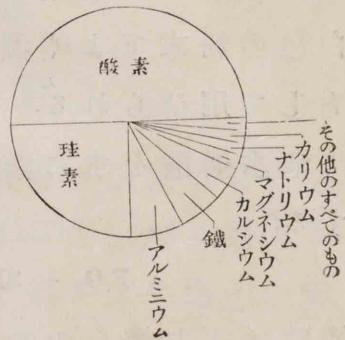 酸素
珪素
アルミニウム
鐵
カルシウム
マグネシウム
ナトリウム
カリウム
その他のすべてのもの